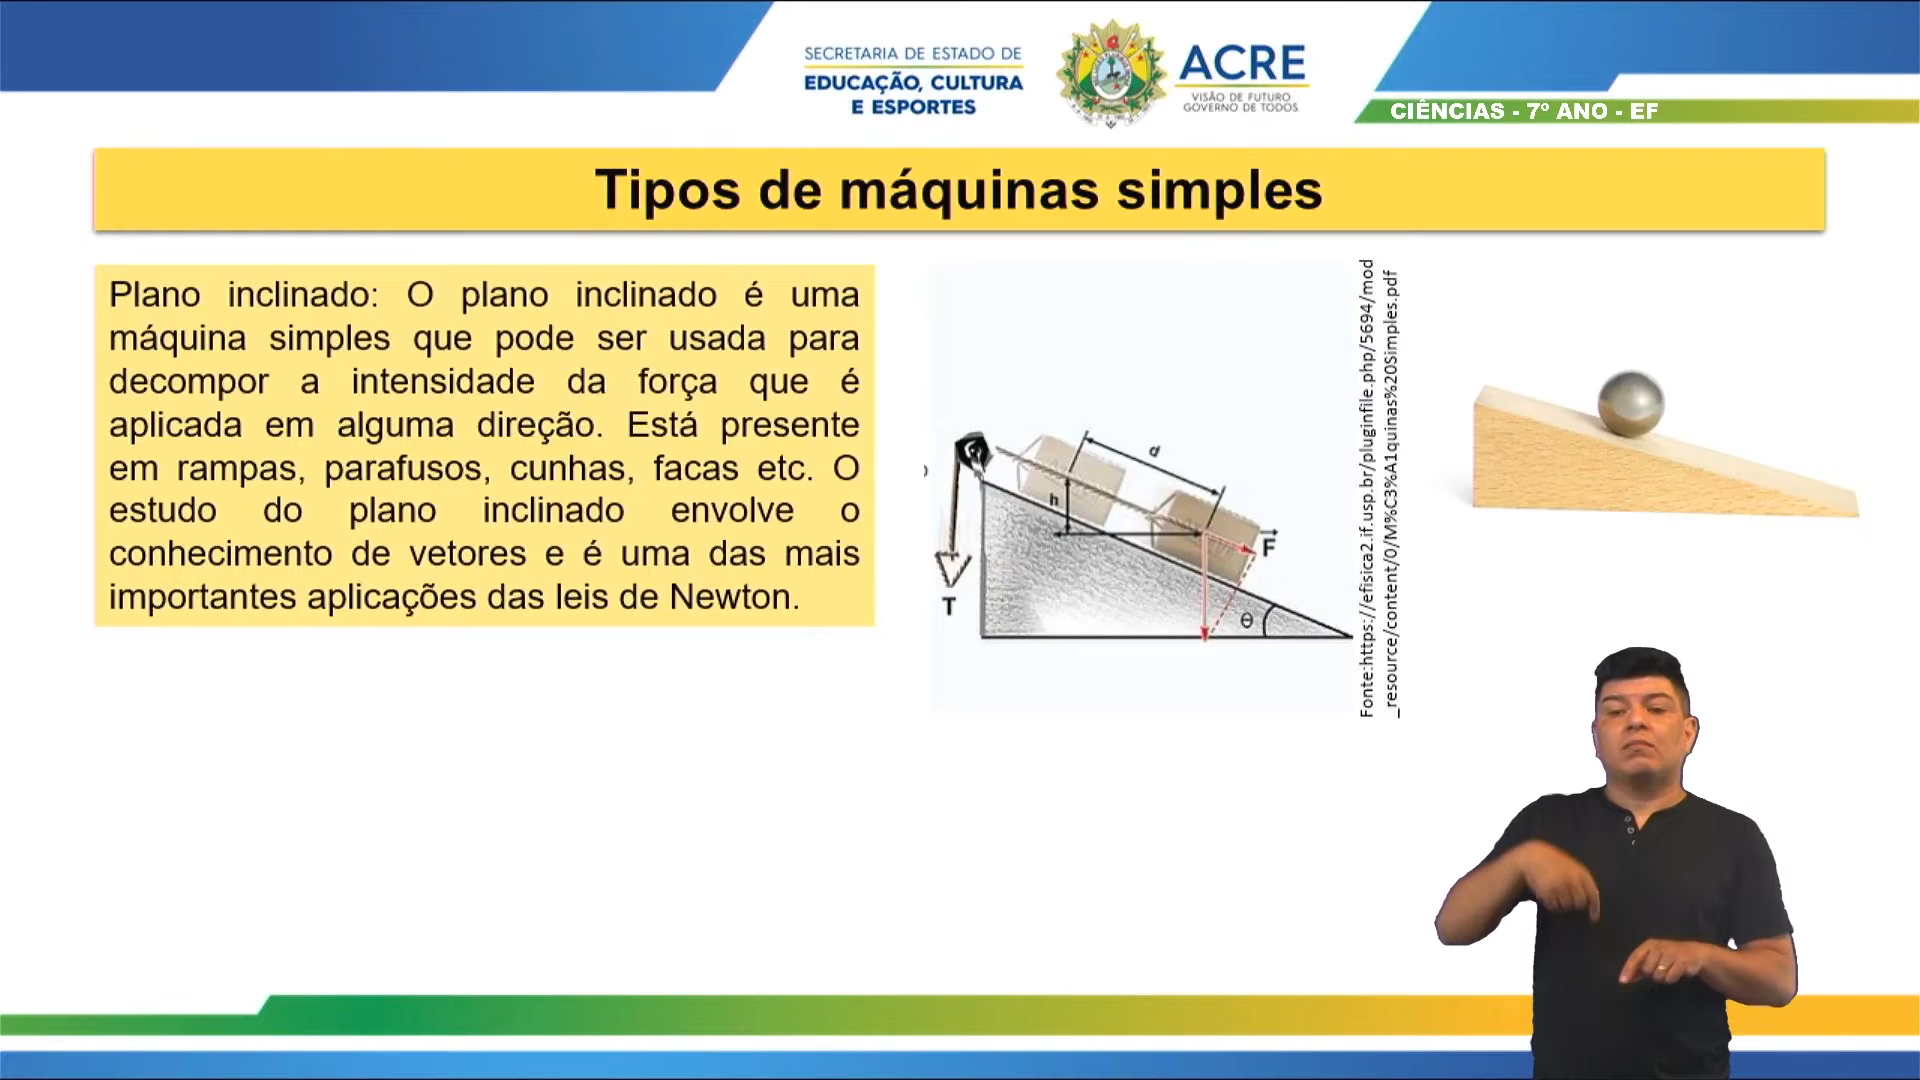 SECRETARIA DE ESTADO DE
EDUCAÇÃO, CULTURA
E ESPORTES
ACRE
VISÃO DE FUTURO
GOVERNO DE TODOS
CIÊNCIAS - 7º ANO - EF
Tipos de máquinas simples
Plano inclinado: O plano inclinado é uma
máquina simples que pode ser usada para
decompor a intensidade da força que é
aplicada em alguma direção. Está presente
em rampas, parafusos, cunhas, facas etc. O
estudo do plano inclinado envolve o
conhecimento de vetores e é uma das mais
importantes aplicações das leis de Newton.
d
h
F
T
θ
Fonte:https://efisica2.if.usp.br/pluginfile.php/5694/mod
_resource/content/0/M%C3%A1quinas%20Simples.pdf